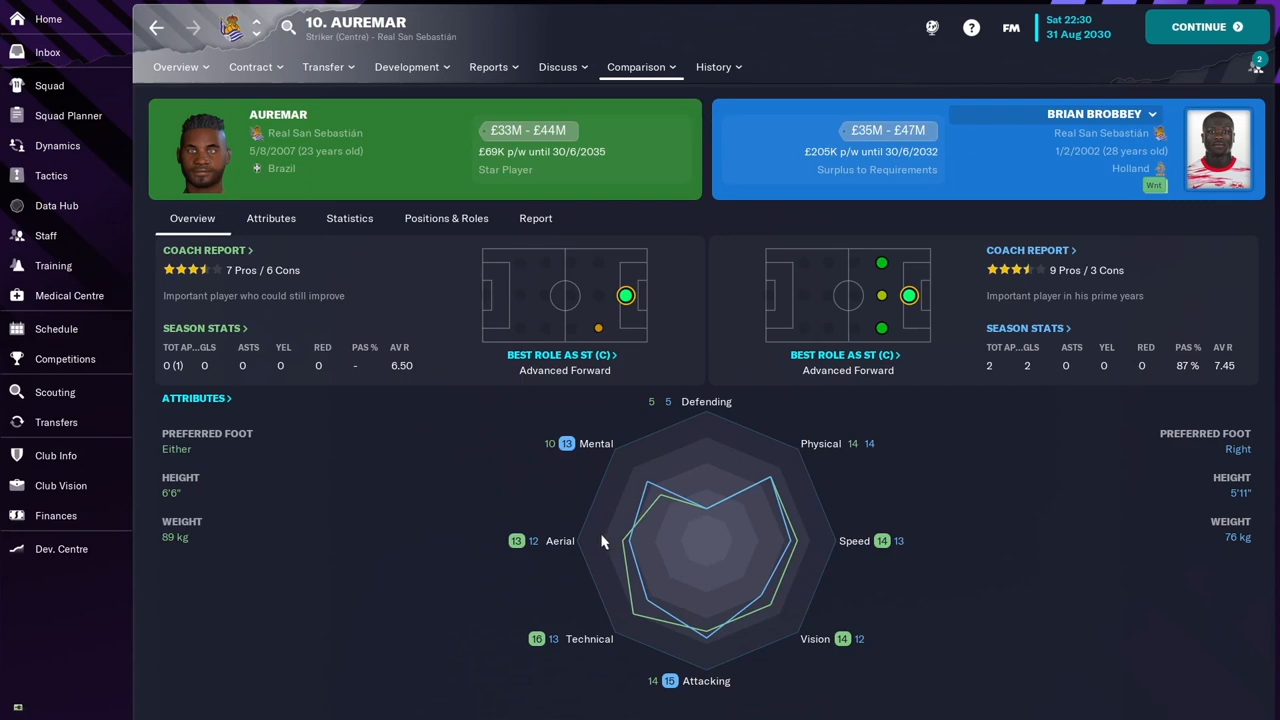 Home
Inbox
Squad
Squad Planner
Dynamics
Tactics
Data Hub
Staff
Training
Medical Centre
Schedule
Competitions
Scouting
Transfers
Club Info
Club Vision
Finances
Dev. Centre
10. AUREMAR
Striker (Centre) - Real San Sebastián
?
FM
Sat 22:30
31 Aug 2030
CONTINUE
Overview
Contract
Transfer
Development
Reports
Discuss
Comparison
History
2
AUREMAR
Real San Sebastián
5/8/2007 (23 years old)
Brazil
£33M - £44M
£69K p/w until 30/6/2035
Star Player
£35M - £47M
£205K p/w until 30/6/2032
Surplus to Requirements
BRIAN BROBBEY
Real San Sebastián
1/2/2002 (28 years old)
Holland
Wnt
Overview
Attributes
Statistics
Positions & Roles
Report
COACH REPORT >
7 Pros / 6 Cons
Important player who could still improve
SEASON STATS >
TOT AP...GLS ASTS YEL RED PAS % AV R
0 (1) 0 0 0 0 - 6.50
BEST ROLE AS ST (C) >
Advanced Forward
BEST ROLE AS ST (C) >
Advanced Forward
COACH REPORT >
9 Pros / 3 Cons
Important player in his prime years
SEASON STATS >
TOT AP...GLS ASTS YEL RED PAS % AV R
2 2 0 0 0 87 % 7.45
ATTRIBUTES >
PREFERRED FOOT
Either
HEIGHT
6'6"
WEIGHT
89 kg
5 5 Defending
10 13 Mental
Physical 14 14
13 12 Aerial
Speed 14 13
16 13 Technical
Vision 14 12
14 15 Attacking
PREFERRED FOOT
Right
HEIGHT
5'11"
WEIGHT
76 kg